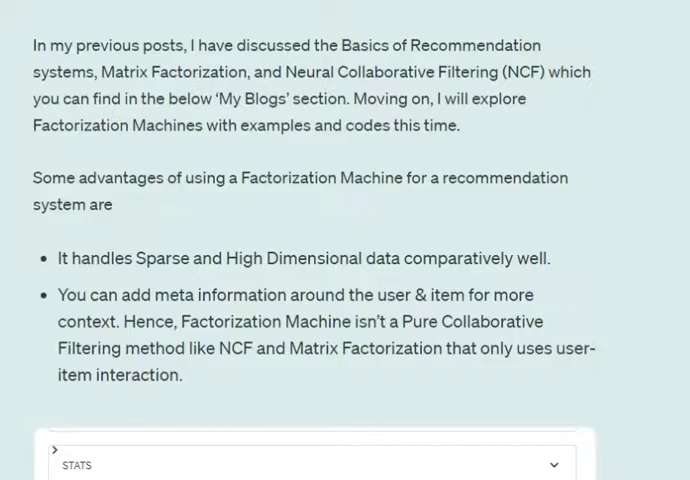 In my previous posts, I have discussed the Basics of Recommendation
systems, Matrix Factorization, and Neural Collaborative Filtering (NCF) which
you can find in the below ‘My Blogs’ section. Moving on, I will explore
Factorization Machines with examples and codes this time.
Some advantages of using a Factorization Machine for a recommendation
system are
• It handles Sparse and High Dimensional data comparatively well.
• You can add meta information around the user & item for more
context. Hence, Factorization Machine isn’t a Pure Collaborative
Filtering method like NCF and Matrix Factorization that only uses user-
item interaction.
STATS